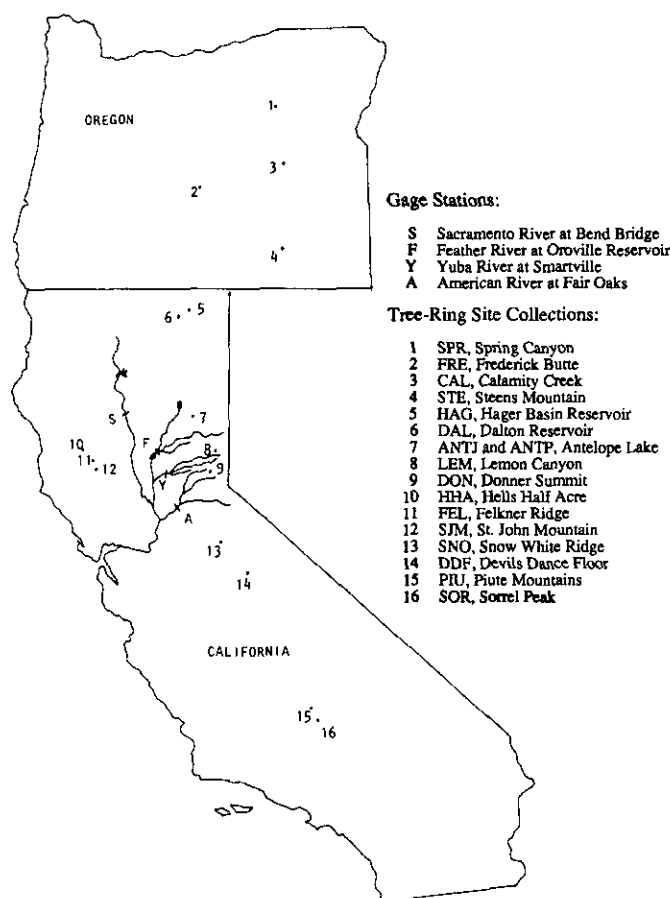 OREGON
1
3
2
4
6
5
S
7
F
8
9
Y
10
11
12
A
13
14
CALIFORNIA
15
16
Gage Stations:
S Sacramento River at Bend Bridge
F Feather River at Oroville Reservoir
Y Yuba River at Smartville
A American River at Fair Oaks
Tree-Ring Site Collections:
1 SPR, Spring Canyon
2 FRE, Frederick Butte
3 CAL, Calamity Creek
4 STE, Steens Mountain
5 HAG, Hager Basin Reservoir
6 DAL, Dalton Reservoir
7 ANTJ and ANTP, Antelope Lake
8 LEM, Lemon Canyon
9 DON, Donner Summit
10 HHA, Hells Half Acre
11 FEL, Felkner Ridge
12 SJM, St. John Mountain
13 SNO, Snow White Ridge
14 DDF, Devils Dance Floor
15 PIU, Piute Mountains
16 SOR, Sorrel Peak